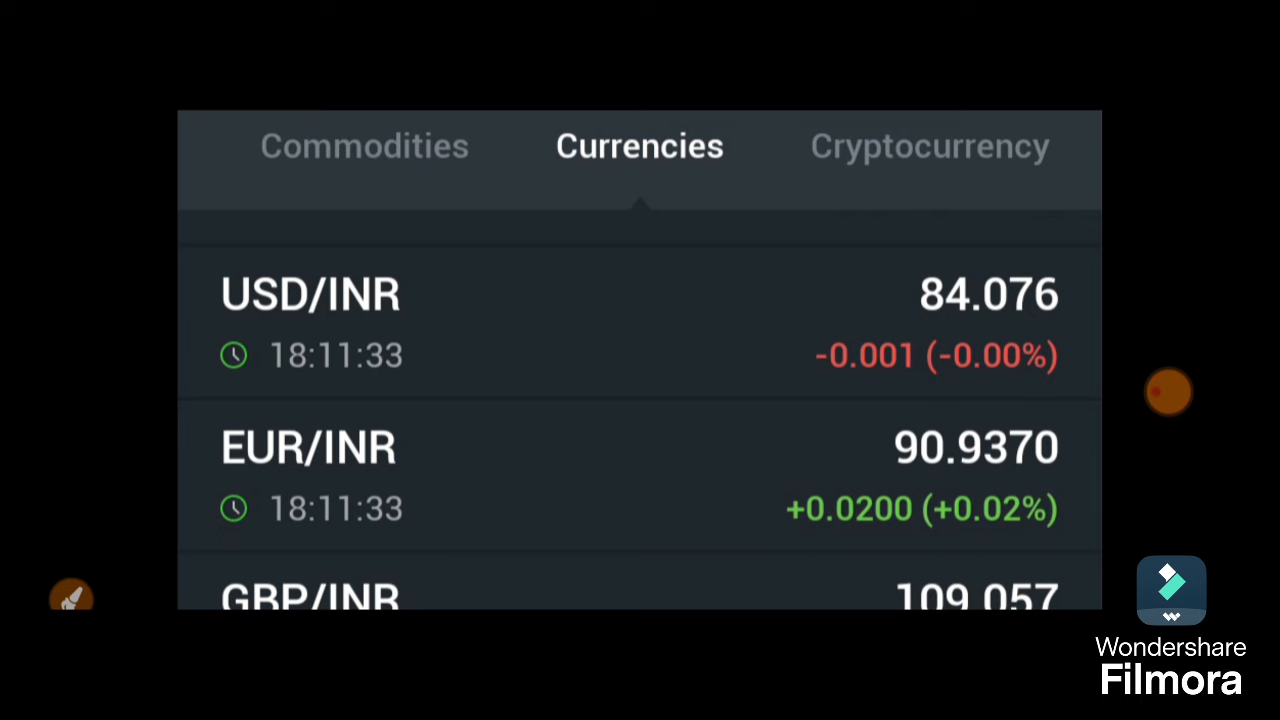 Commodities Currencies Cryptocurrency
USD/INR 84.076
18:11:33 -0.001 (-0.00%)
EUR/INR 90.9370
18:11:33 +0.0200 (+0.02%)
GBP/INR 109.057
Wondershare
Filmora